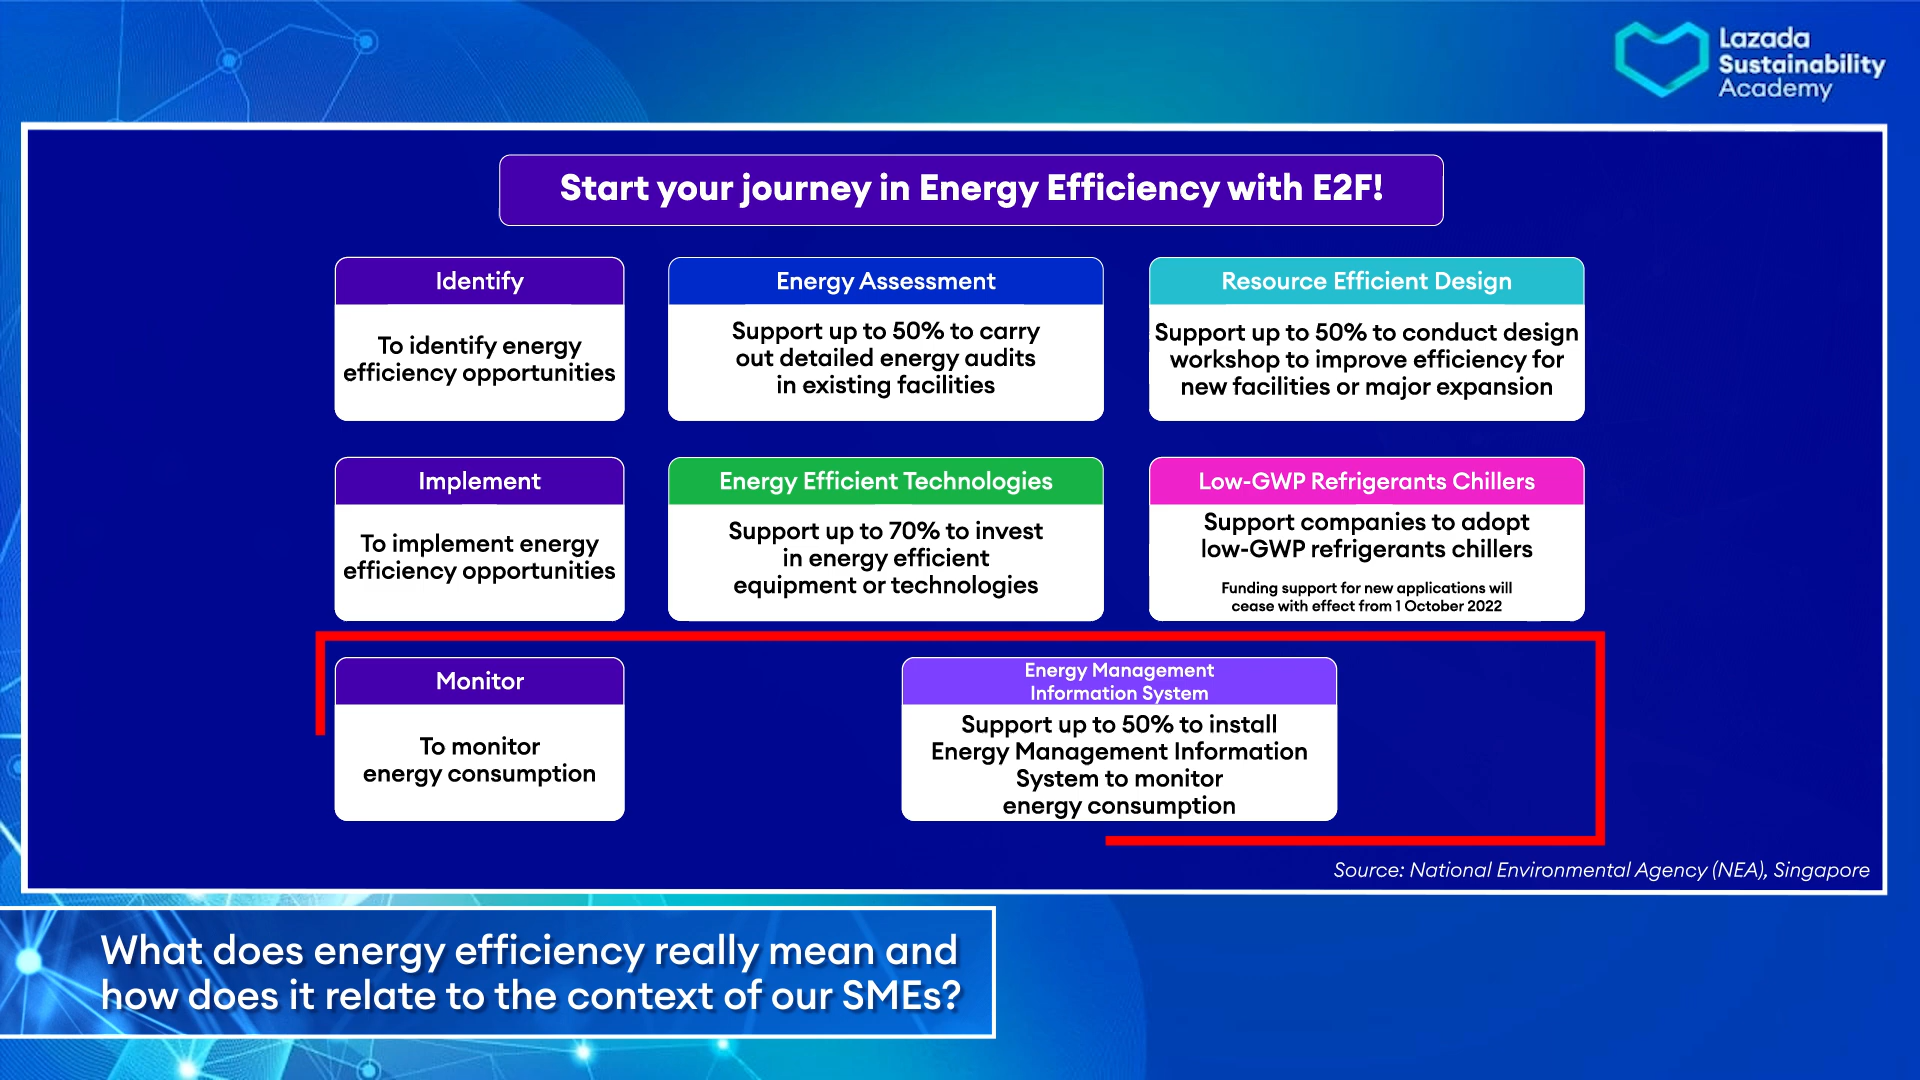 Lazada
Sustainability
Academy
Start your journey in Energy Efficiency with E2F!
Identify
To identify energy
efficiency opportunities
Energy Assessment
Support up to 50% to carry
out detailed energy audits
in existing facilities
Resource Efficient Design
Support up to 50% to conduct design
workshop to improve efficiency for
new facilities or major expansion
Implement
To implement energy
efficiency opportunities
Energy Efficient Technologies
Support up to 70% to invest
in energy efficient
equipment or technologies
Low-GWP Refrigerants Chillers
Support companies to adopt
low-GWP refrigerants chillers
Funding support for new applications will
cease with effect from 1 October 2022
Monitor
To monitor
energy consumption
Energy Management
Information System
Support up to 50% to install
Energy Management Information
System to monitor
energy consumption
Source: National Environmental Agency (NEA), Singapore
What does energy efficiency really mean and
how does it relate to the context of our SMEs?